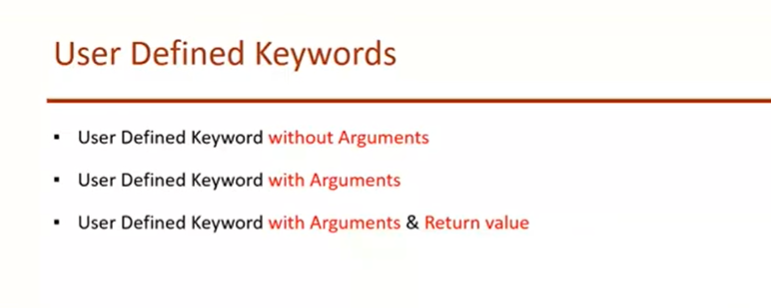 User Defined Keywords
▪ User Defined Keyword without Arguments
▪ User Defined Keyword with Arguments
▪ User Defined Keyword with Arguments & Return value